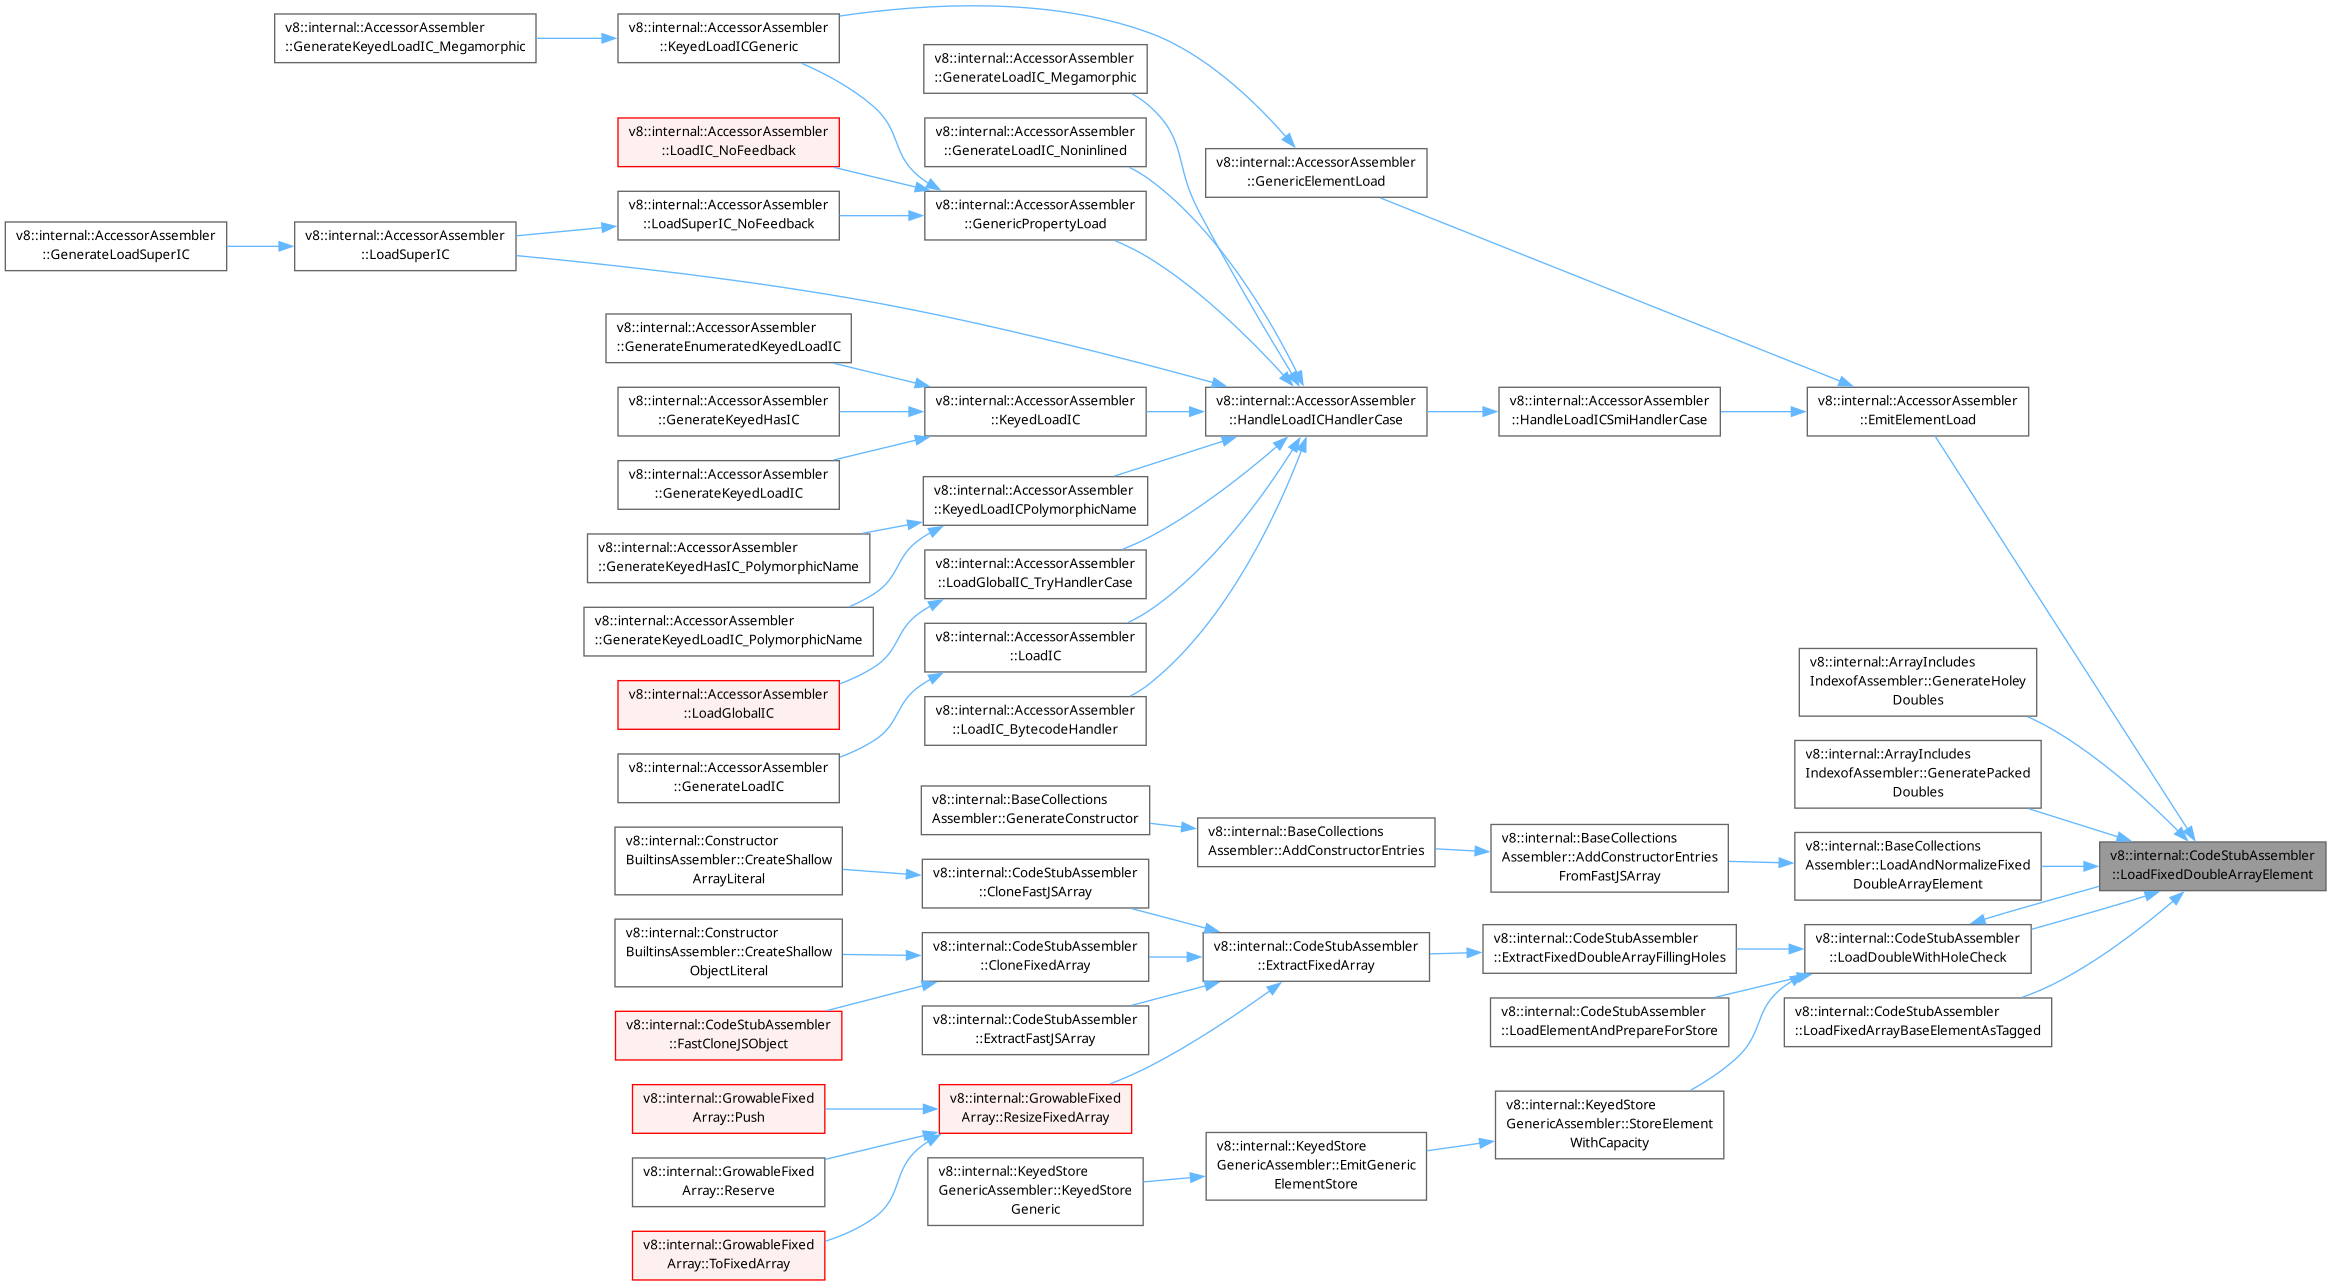 v8::internal::AccessorAssembler
::GenerateKeyedLoadIC_Megamorphic
v8::internal::AccessorAssembler
::KeyedLoadICGeneric
v8::internal::AccessorAssembler
::GenerateLoadIC_Megamorphic
v8::internal::AccessorAssembler
::LoadIC_NoFeedback
v8::internal::AccessorAssembler
::GenerateLoadIC_Noninlined
v8::internal::AccessorAssembler
::GenericElementLoad
v8::internal::AccessorAssembler
::LoadSuperIC_NoFeedback
v8::internal::AccessorAssembler
::GenericPropertyLoad
v8::internal::AccessorAssembler
::GenerateLoadSuperIC
v8::internal::AccessorAssembler
::LoadSuperIC
v8::internal::AccessorAssembler
::GenerateEnumeratedKeyedLoadIC
v8::internal::AccessorAssembler
::GenerateKeyedHasIC
v8::internal::AccessorAssembler
::KeyedLoadIC
v8::internal::AccessorAssembler
::HandleLoadICHandlerCase
v8::internal::AccessorAssembler
::HandleLoadICSmiHandlerCase
v8::internal::AccessorAssembler
::EmitElementLoad
v8::internal::AccessorAssembler
::GenerateKeyedLoadIC
v8::internal::AccessorAssembler
::KeyedLoadICPolymorphicName
v8::internal::AccessorAssembler
::GenerateKeyedHasIC_PolymorphicName
v8::internal::AccessorAssembler
::LoadGlobalIC_TryHandlerCase
v8::internal::AccessorAssembler
::GenerateKeyedLoadIC_PolymorphicName
v8::internal::AccessorAssembler
::LoadIC
v8::internal::AccessorAssembler
::LoadGlobalIC
v8::internal::AccessorAssembler
::LoadIC_BytecodeHandler
v8::internal::ArrayIncludes
IndexofAssembler::GenerateHoley
Doubles
v8::internal::AccessorAssembler
::GenerateLoadIC
v8::internal::ArrayIncludes
IndexofAssembler::GeneratePacked
Doubles
v8::internal::BaseCollections
Assembler::GenerateConstructor
v8::internal::BaseCollections
Assembler::AddConstructorEntries
v8::internal::BaseCollections
Assembler::AddConstructorEntries
FromFastJSArray
v8::internal::BaseCollections
Assembler::LoadAndNormalizeFixed
DoubleArrayElement
v8::internal::CodeStubAssembler
::LoadFixedDoubleArrayElement
v8::internal::Constructor
BuiltinsAssembler::CreateShallow
ArrayLiteral
v8::internal::CodeStubAssembler
::CloneFastJSArray
v8::internal::Constructor
BuiltinsAssembler::CreateShallow
ObjectLiteral
v8::internal::CodeStubAssembler
::CloneFixedArray
v8::internal::CodeStubAssembler
::ExtractFixedArray
v8::internal::CodeStubAssembler
::ExtractFixedDoubleArrayFillingHoles
v8::internal::CodeStubAssembler
::LoadDoubleWithHoleCheck
v8::internal::CodeStubAssembler
::FastCloneJSObject
v8::internal::CodeStubAssembler
::ExtractFastJSArray
v8::internal::CodeStubAssembler
::LoadElementAndPrepareForStore
v8::internal::CodeStubAssembler
::LoadFixedArrayBaseElementAsTagged
v8::internal::GrowableFixed
Array::Push
v8::internal::GrowableFixed
Array::ResizeFixedArray
v8::internal::KeyedStore
GenericAssembler::StoreElement
WithCapacity
v8::internal::GrowableFixed
Array::Reserve
v8::internal::KeyedStore
GenericAssembler::KeyedStore
Generic
v8::internal::KeyedStore
GenericAssembler::EmitGeneric
ElementStore
v8::internal::GrowableFixed
Array::ToFixedArray